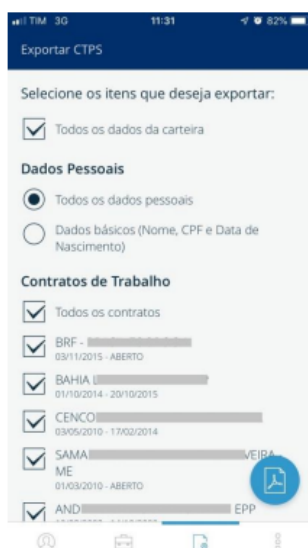 TIM 3G 11:31 82%
Exportar CTPS
Selecione os itens que deseja exportar:
Todos os dados da carteira
Dados Pessoais
Todos os dados pessoais
Dados básicos (Nome, CPF e Data de
Nascimento)
Contratos de Trabalho
Todos os contratos
BRF -
03/11/2015 - ABERTO
BAHIA
01/10/2014 - 20/10/2015
CENCO
03/05/2010 - 17/02/2014
SAMA VEIRA -
ME
01/03/2010 - ABERTO
AND EPP